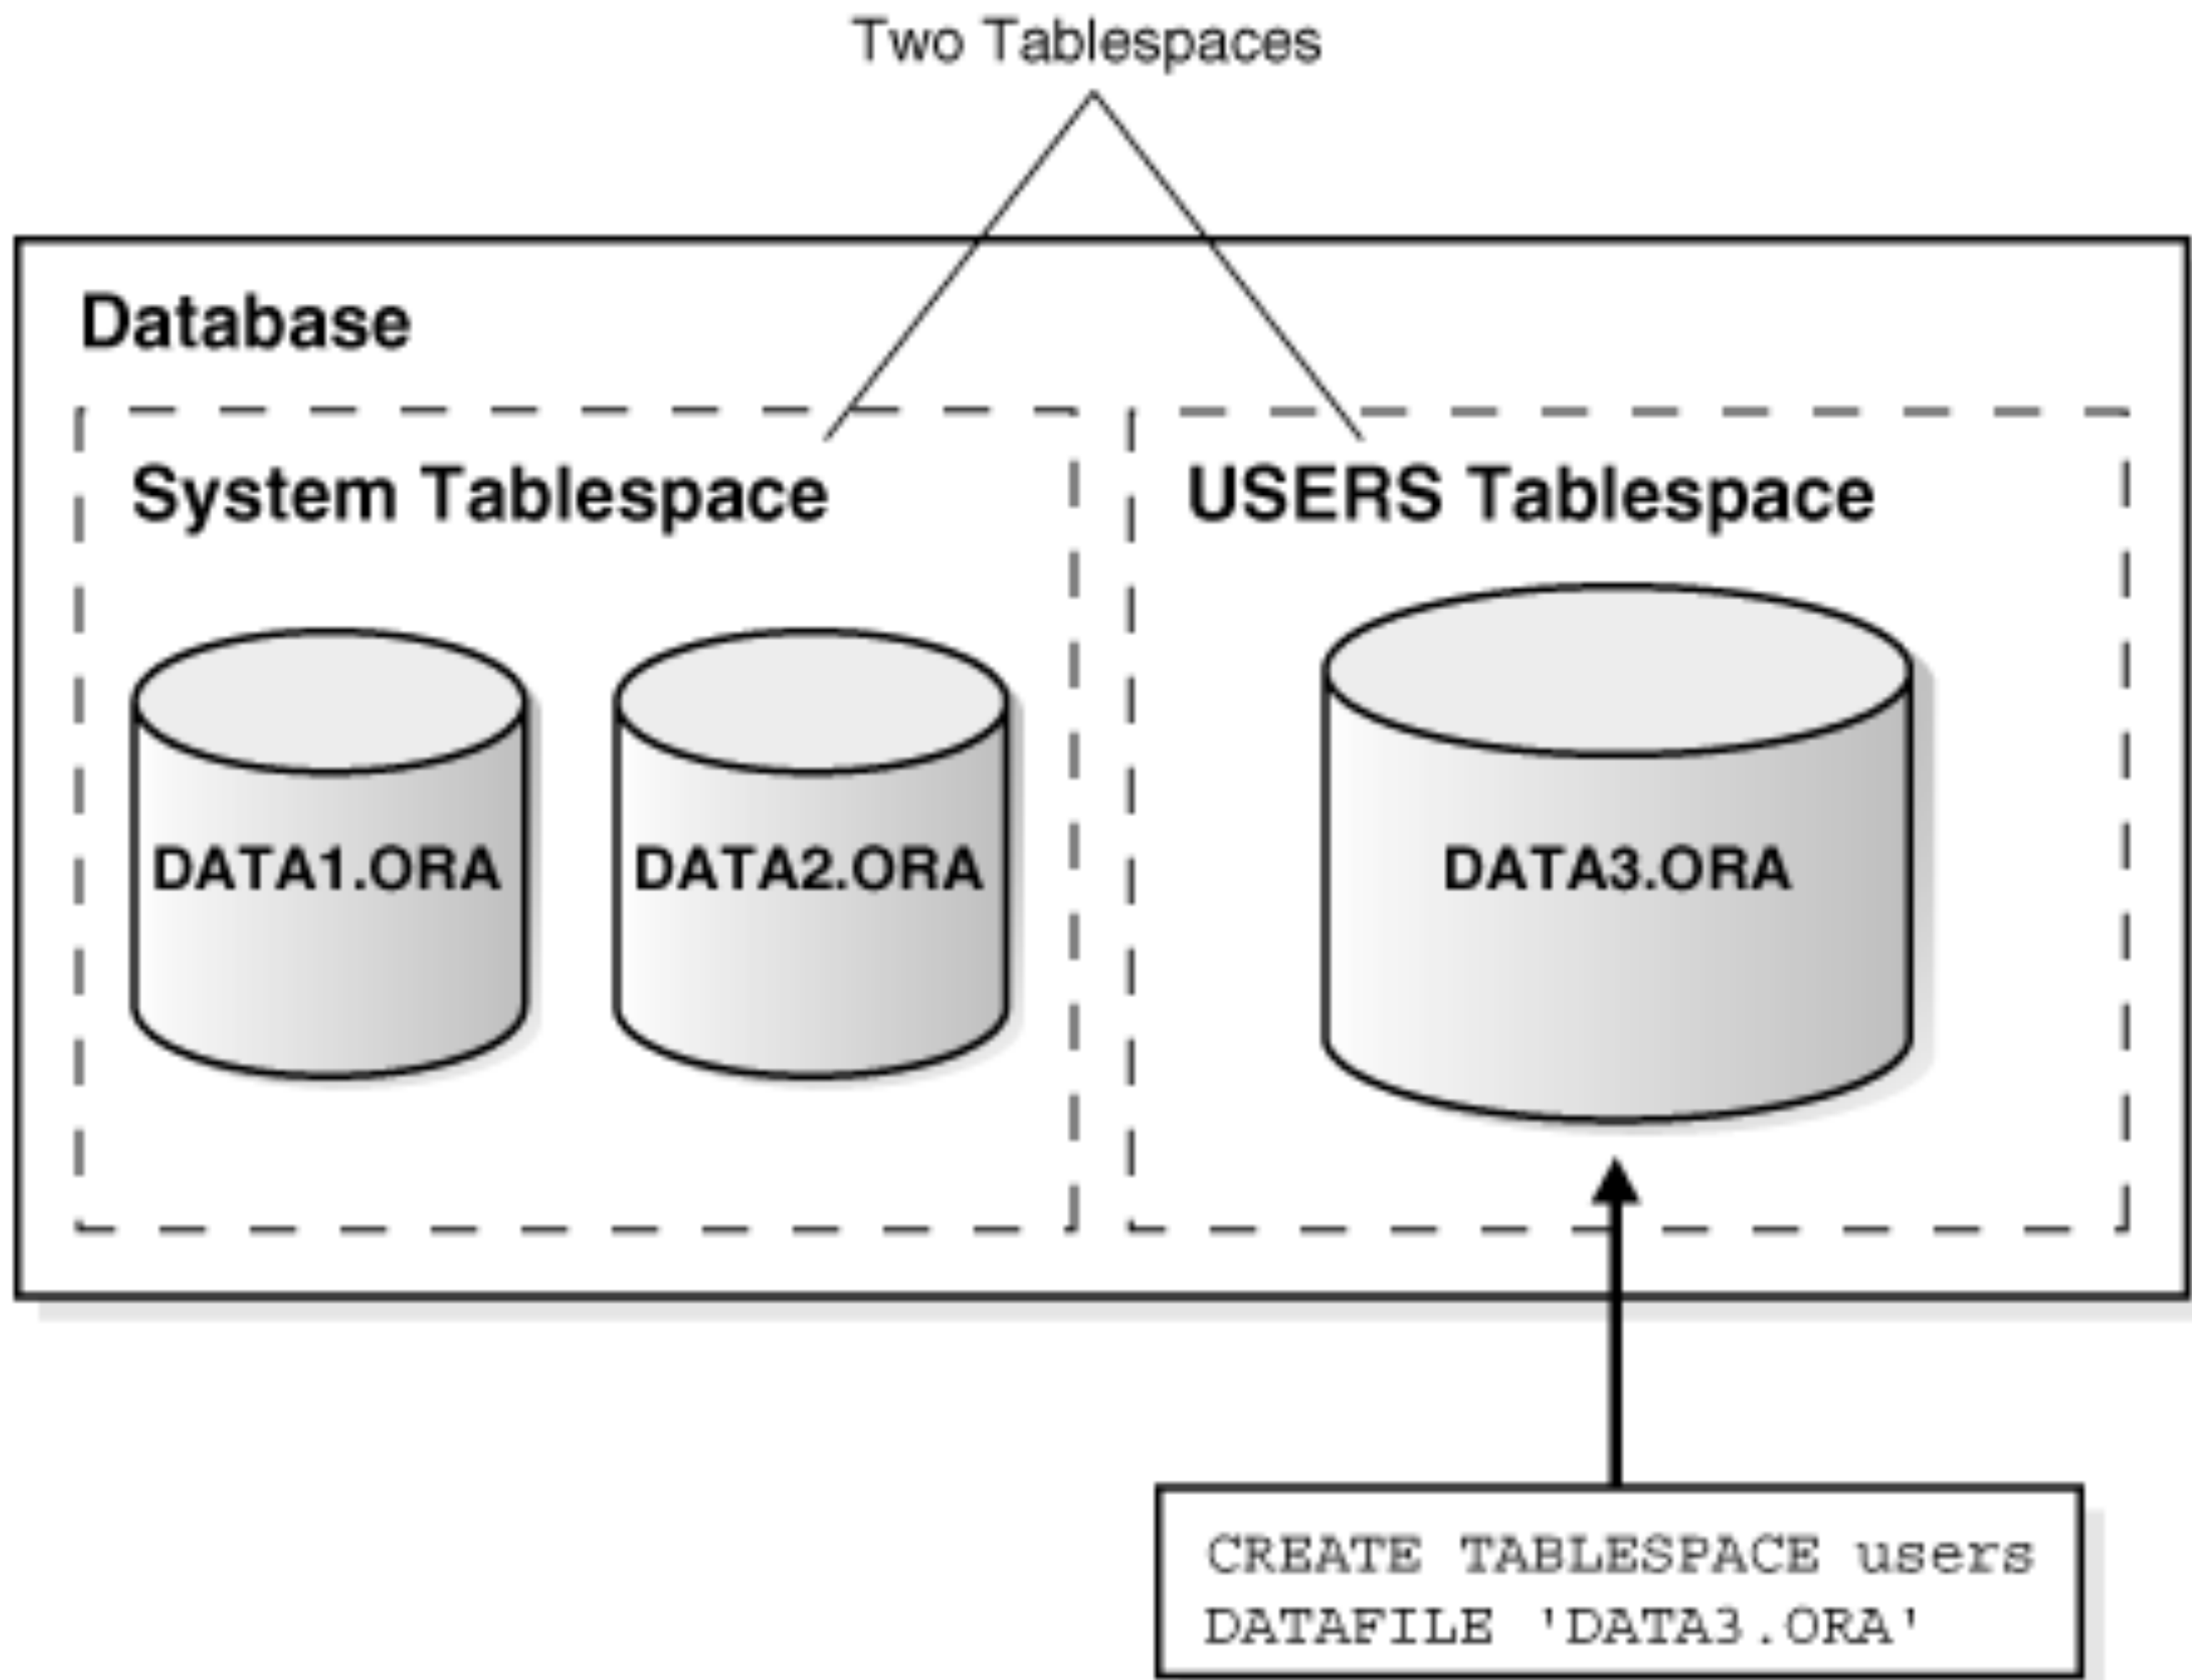 Two Tablespaces
Database
System Tablespace
USERS Tablespace
DATA1.ORA
DATA2.ORA
DATA3.ORA
CREATE TABLESPACE users
DATAFILE 'DATA3.ORA'